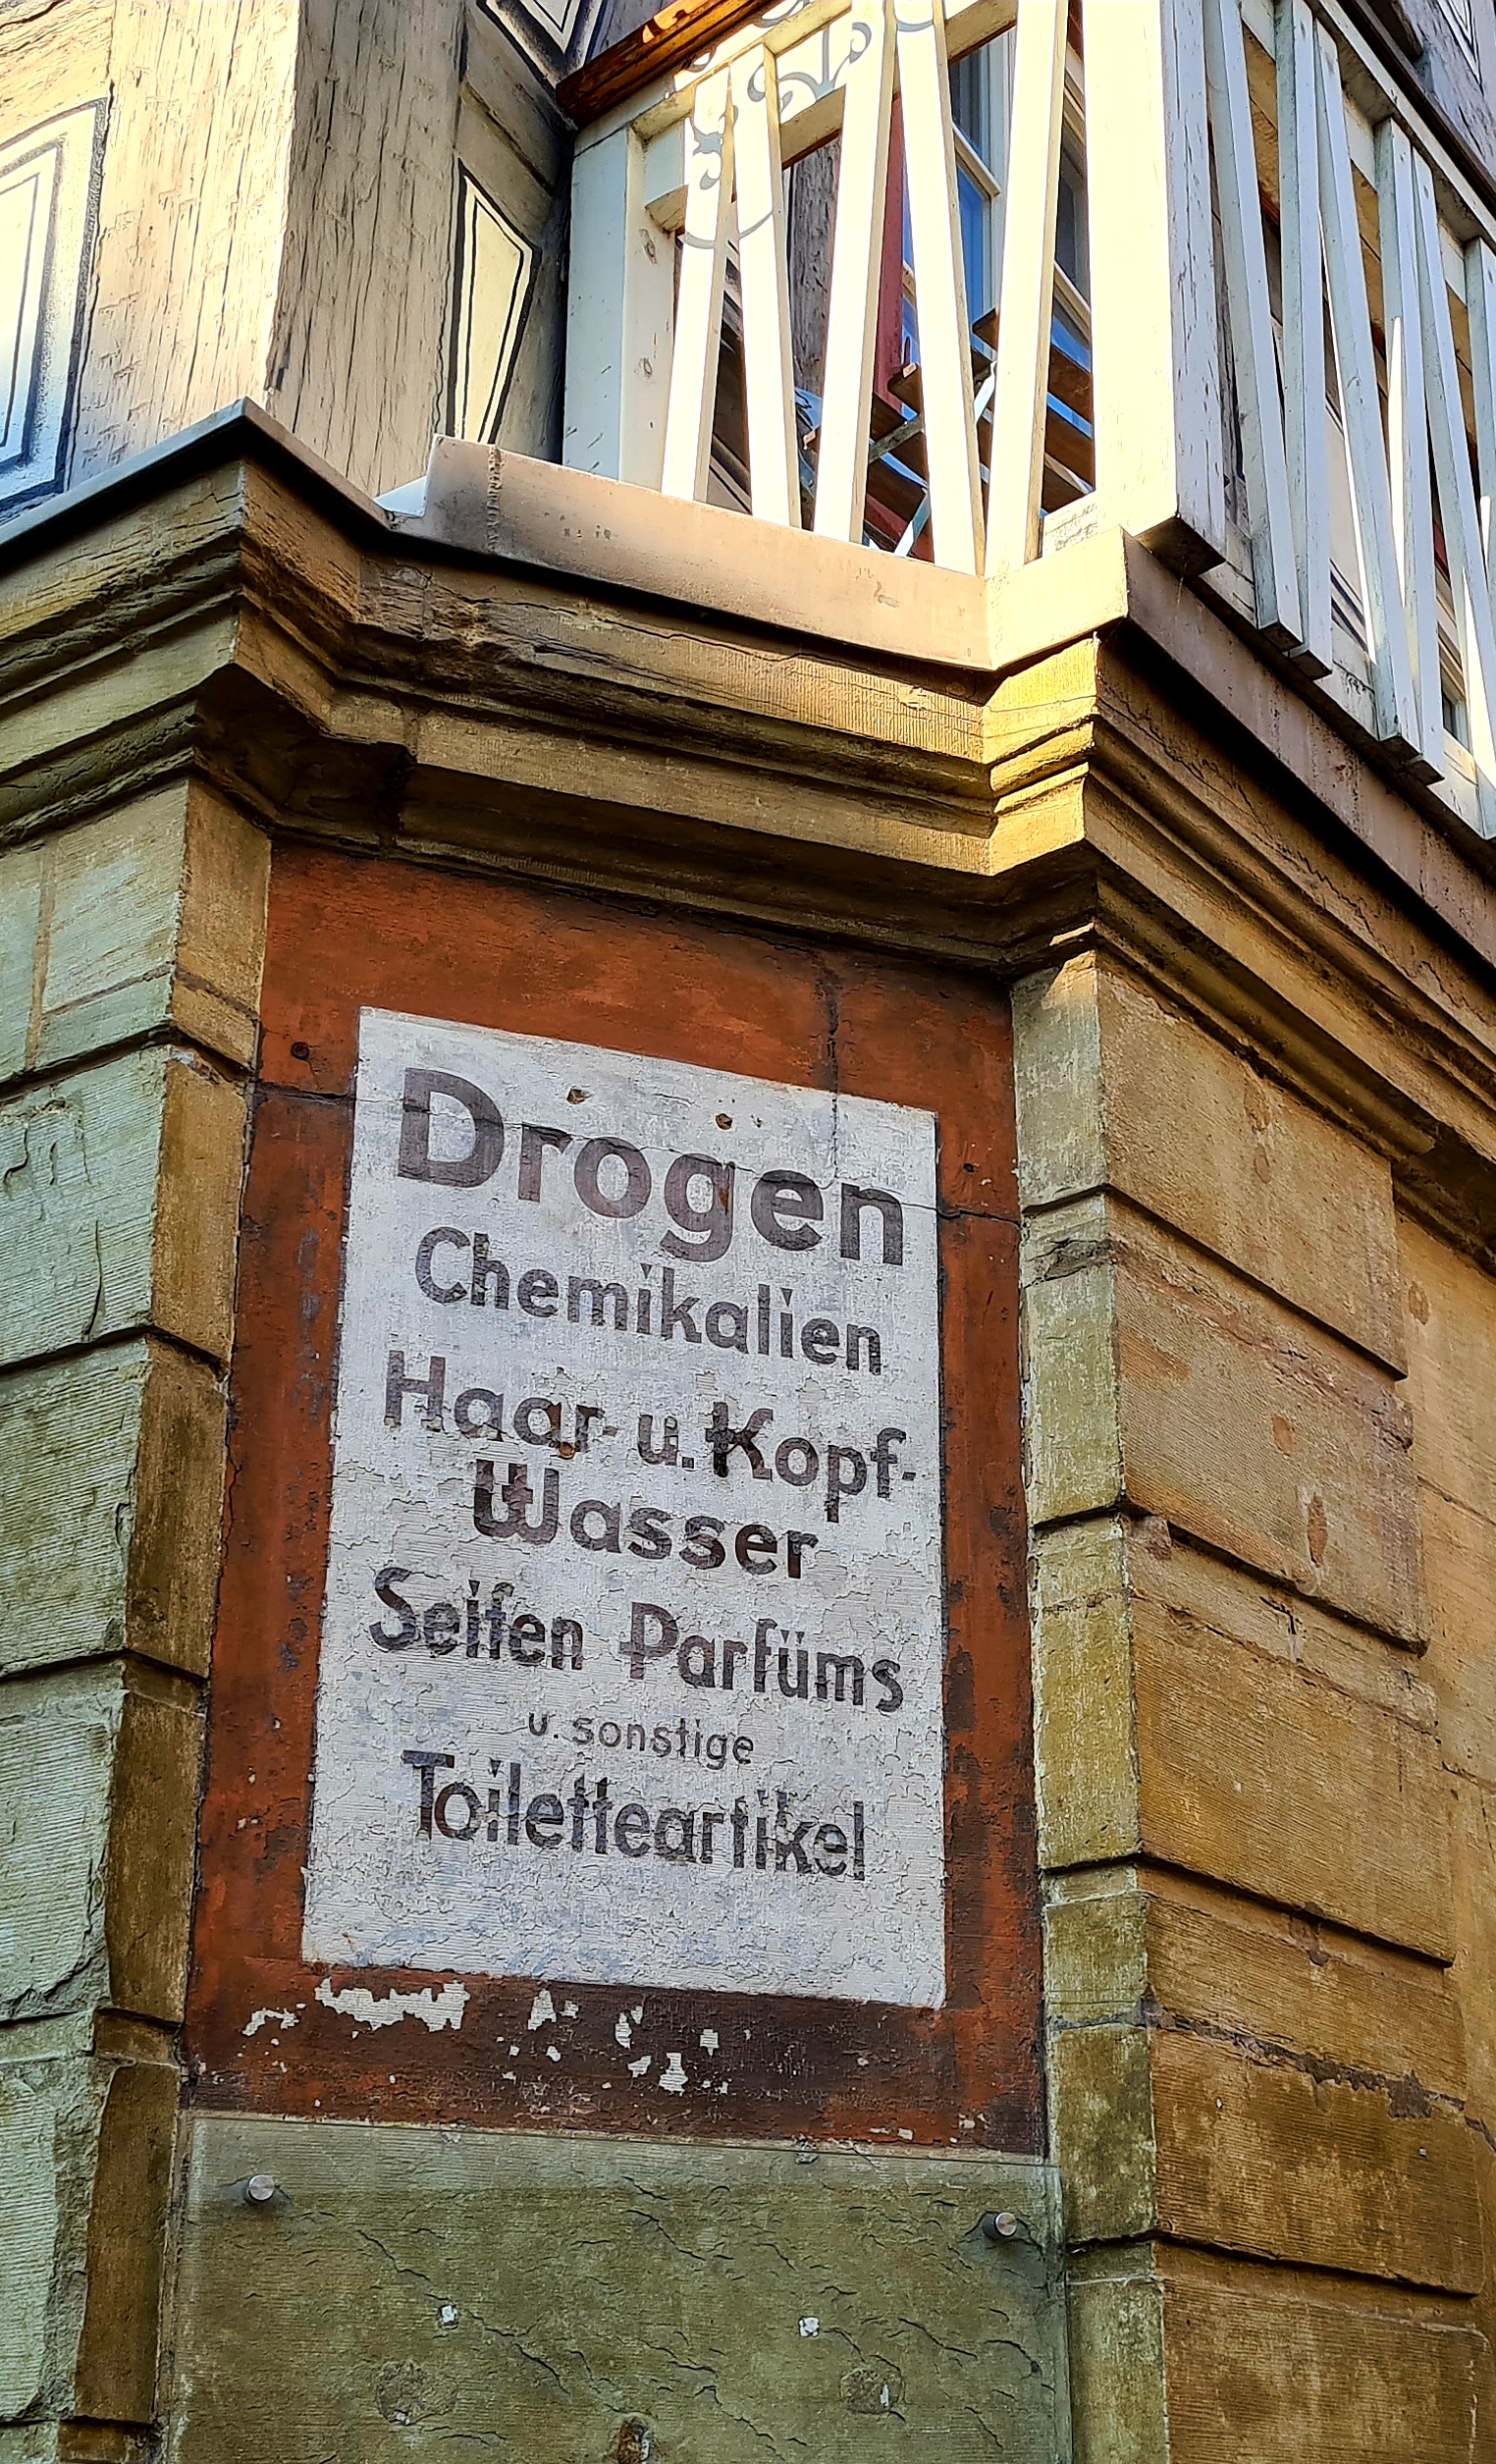 Drogen
Chemikalien
Haar- u. Kopf-
Wasser
Seifen Parfüms
u. sonstige
Toiletteartikel